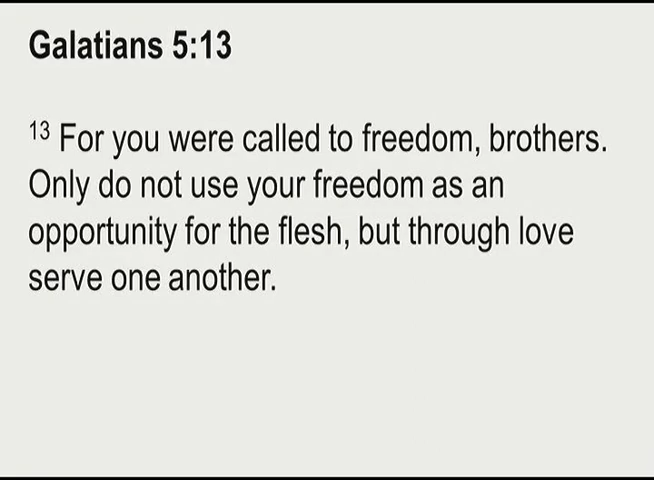 Galatians 5:13
13 For you were called to freedom, brothers.
Only do not use your freedom as an
opportunity for the flesh, but through love
serve one another.